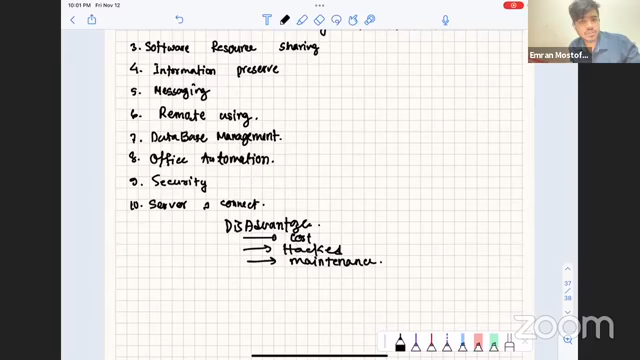 10:01 PM Fri Nov 12
Emran Mostof...
3. Software Resource sharing
4. Information preserve
5. Messaging
6. Remate using.
7. DataBase Management.
8. Office Automation.
9. Security
10. Server connect.
DisAdvantage.
→ Cost
→ Hacked
→ maintenance.
37
38
zoom